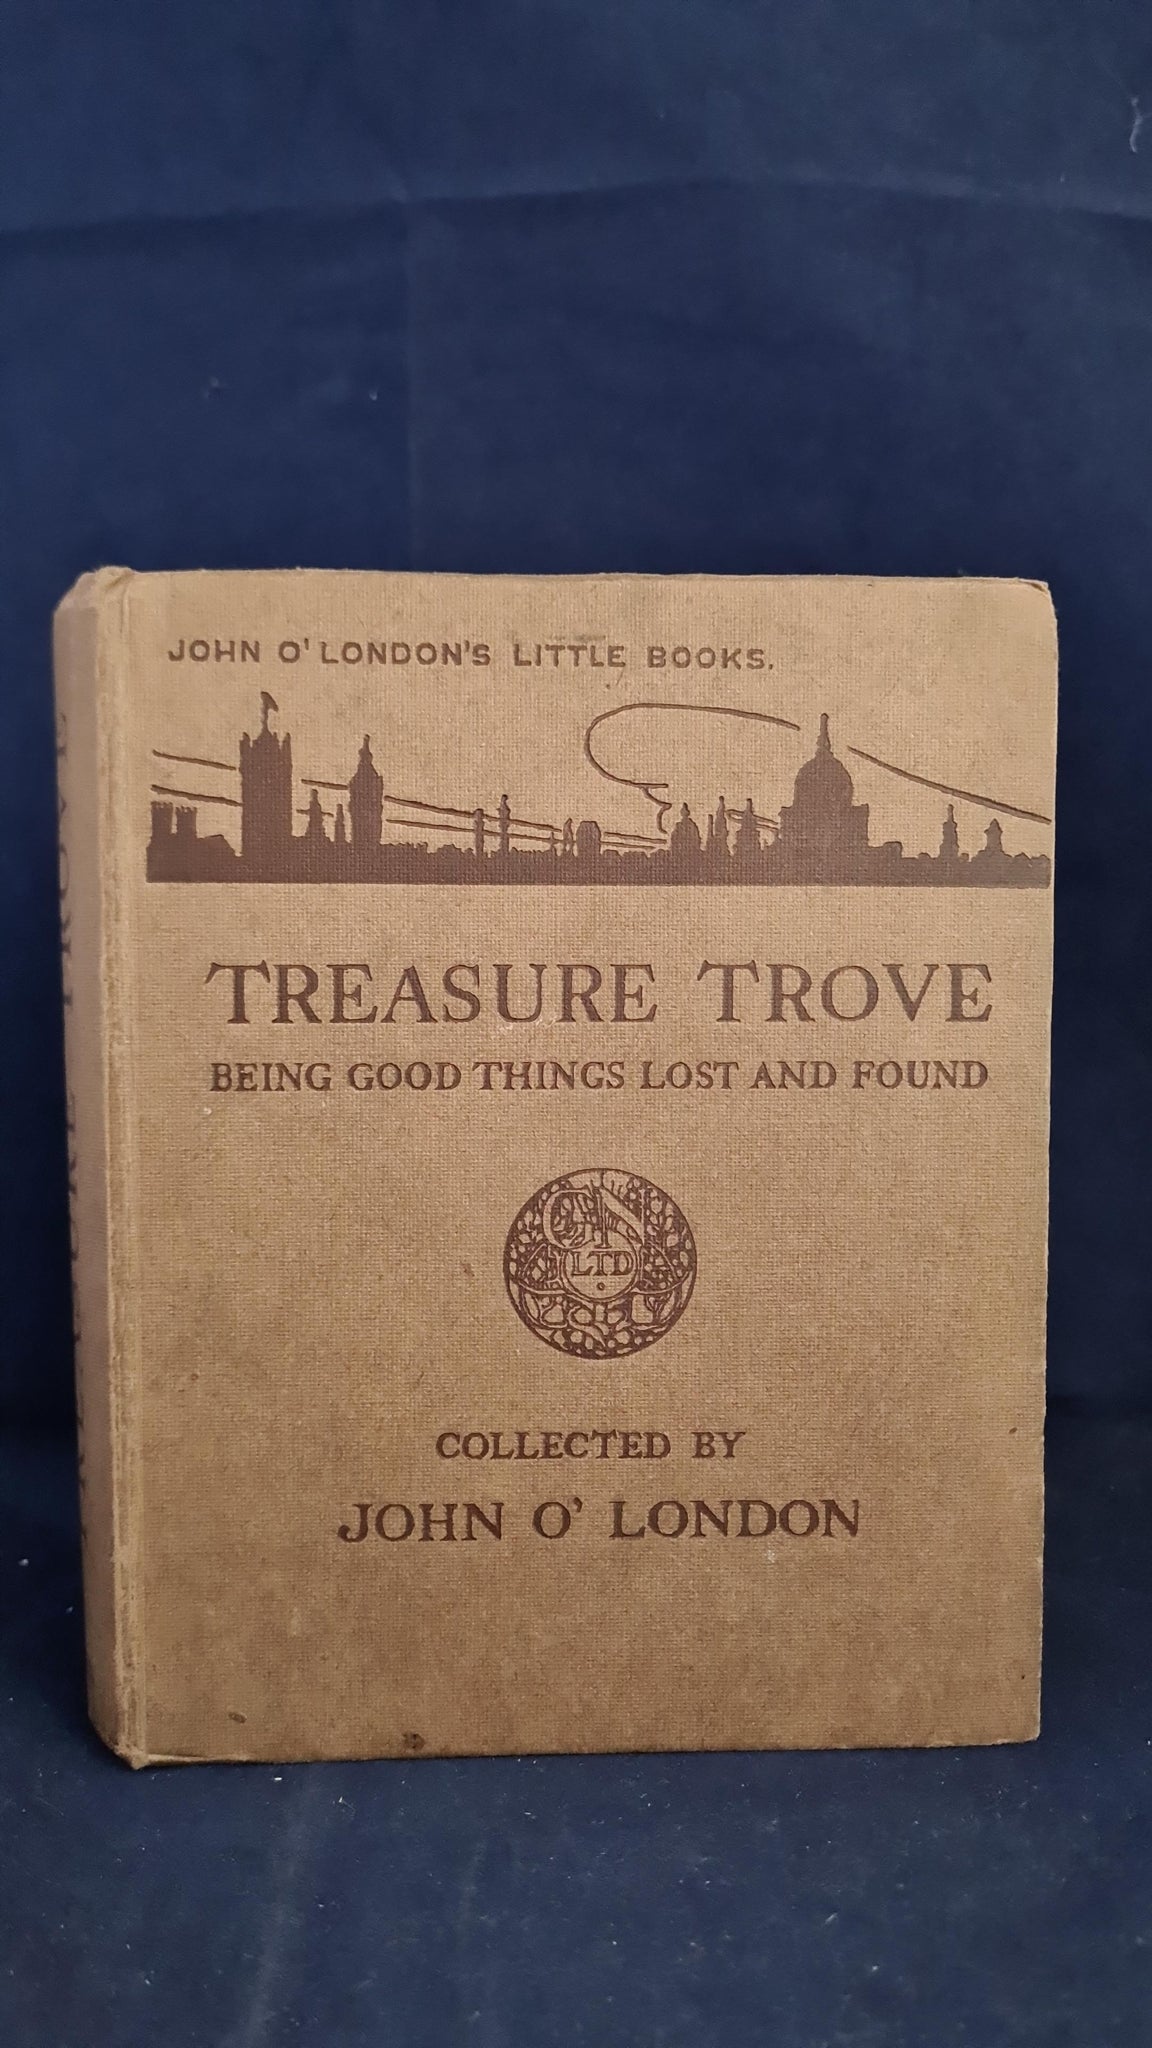 JOHN O' LONDON'S LITTLE BOOKS.
TREASURE TROVE
BEING GOOD THINGS LOST AND FOUND
LTD
COLLECTED BY
JOHN O' LONDON